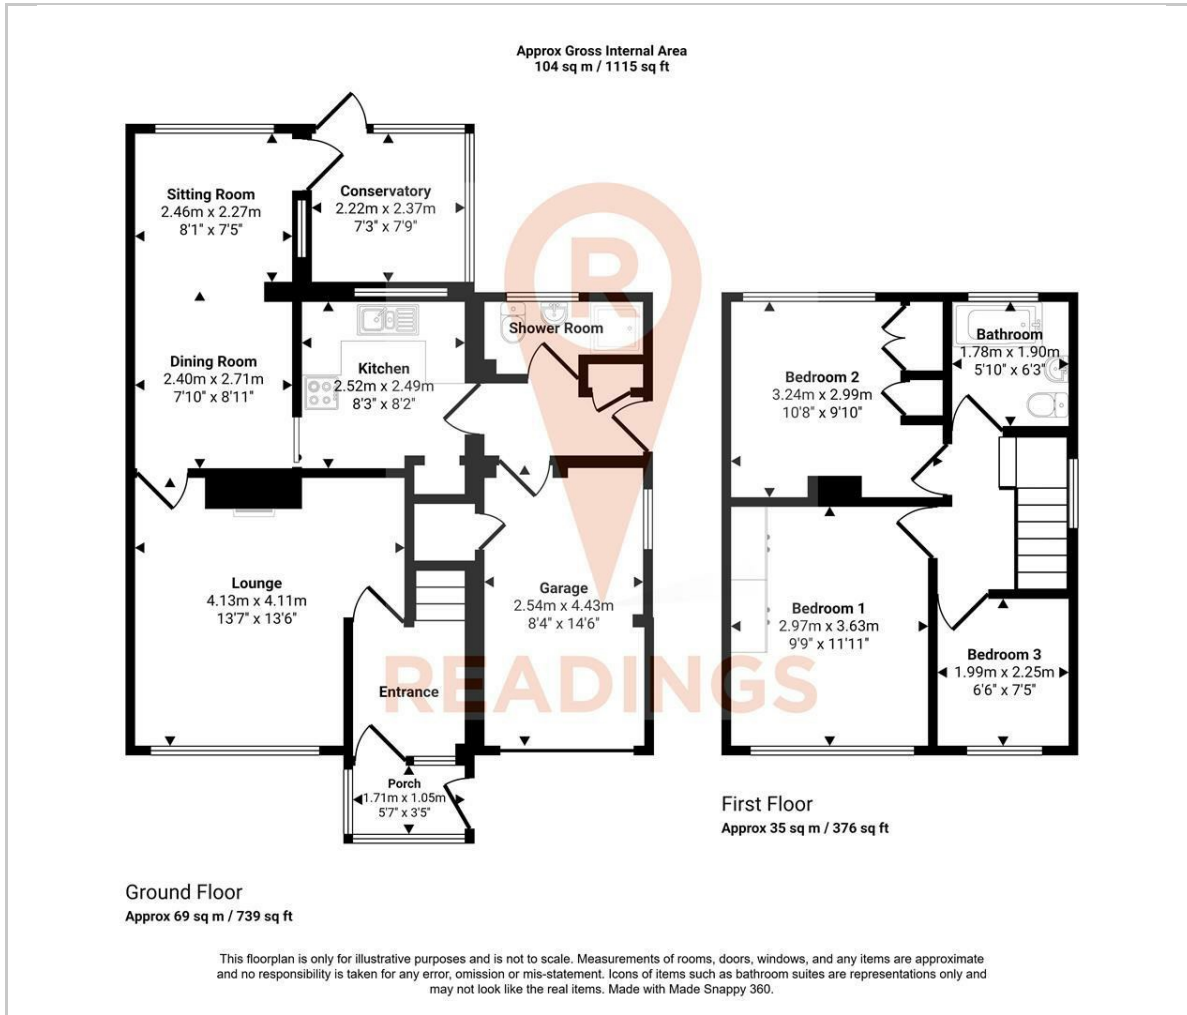 Approx Gross Internal Area
104 sq m / 1115 sq ft
Sitting Room
2.46m x 2.27m
8'1" x 7'5"
Conservatory
2.22m x 2.37m
7'3" x 7'9"
Shower Room
Dining Room
2.40m x 2.71m
7'10" x 8'11"
Kitchen
2.52m x 2.49m
8'3" x 8'2"
Lounge
4.13m x 4.11m
13'7" x 13'6"
Garage
2.54m x 4.43m
8'4" x 14'6"
Entrance
Porch
1.71m x 1.05m
5'7" x 3'5"
Bedroom 2
3.24m x 2.99m
10'8" x 9'10"
Bathroom
1.78m x 1.90m
5'10" x 6'3"
Bedroom 1
2.97m x 3.63m
9'9" x 11'11"
Bedroom 3
1.99m x 2.25m
6'6" x 7'5"
R
READINGS
First Floor
Approx 35 sq m / 376 sq ft
Ground Floor
Approx 69 sq m / 739 sq ft
This floorplan is only for illustrative purposes and is not to scale. Measurements of rooms, doors, windows, and any items are approximate
and no responsibility is taken for any error, omission or mis-statement. Icons of items such as bathroom suites are representations only and
may not look like the real items. Made with Made Snappy 360.